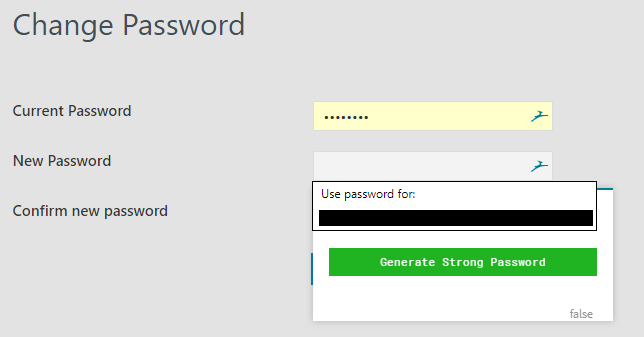 Change Password
Current Password
••••••••
New Password
Use password for:
Confirm new password
Generate Strong Password
false